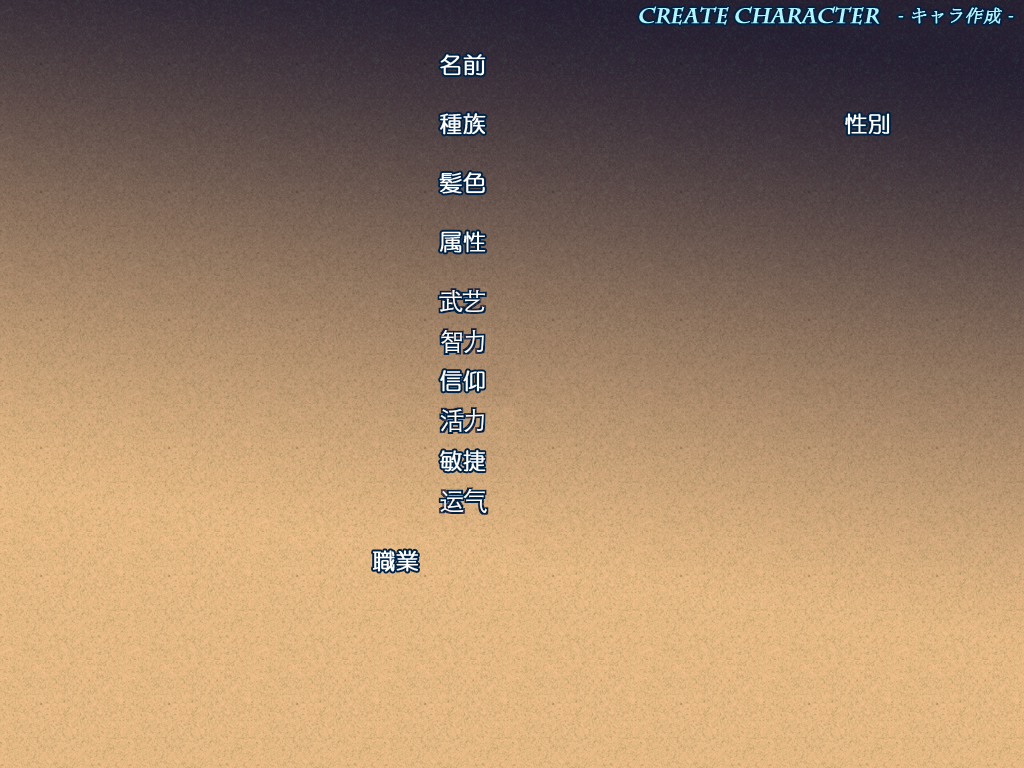 CREATE CHARACTER - キャラ作成 -
名前
種族 性別
髪色
属性
武艺
智力
信仰
活力
敏捷
运气
職業